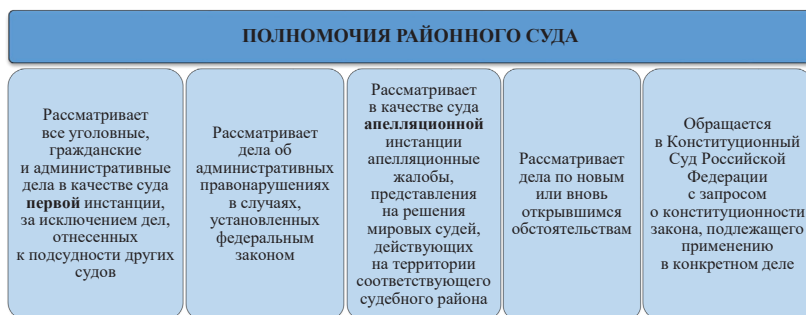 ПОЛНОМОЧИЯ РАЙОННОГО СУДА
Рассматривает
все уголовные,
гражданские
и административные
дела в качестве суда
первой инстанции,
за исключением дел,
отнесенных
к подсудности других
судов
Рассматривает
дела об
административных
правонарушениях
в случаях,
установленных
федеральным
законом
Рассматривает
в качестве суда
апелляционной
инстанции
апелляционные
жалобы,
представления
на решения
мировых судей,
действующих
на территории
соответствующего
судебного района
Рассматривает
дела по новым
или вновь
открывшимся
обстоятельствам
Обращается
в Конституционный
Суд Российской
Федерации
с запросом
о конституционности
закона, подлежащего
применению
в конкретном деле